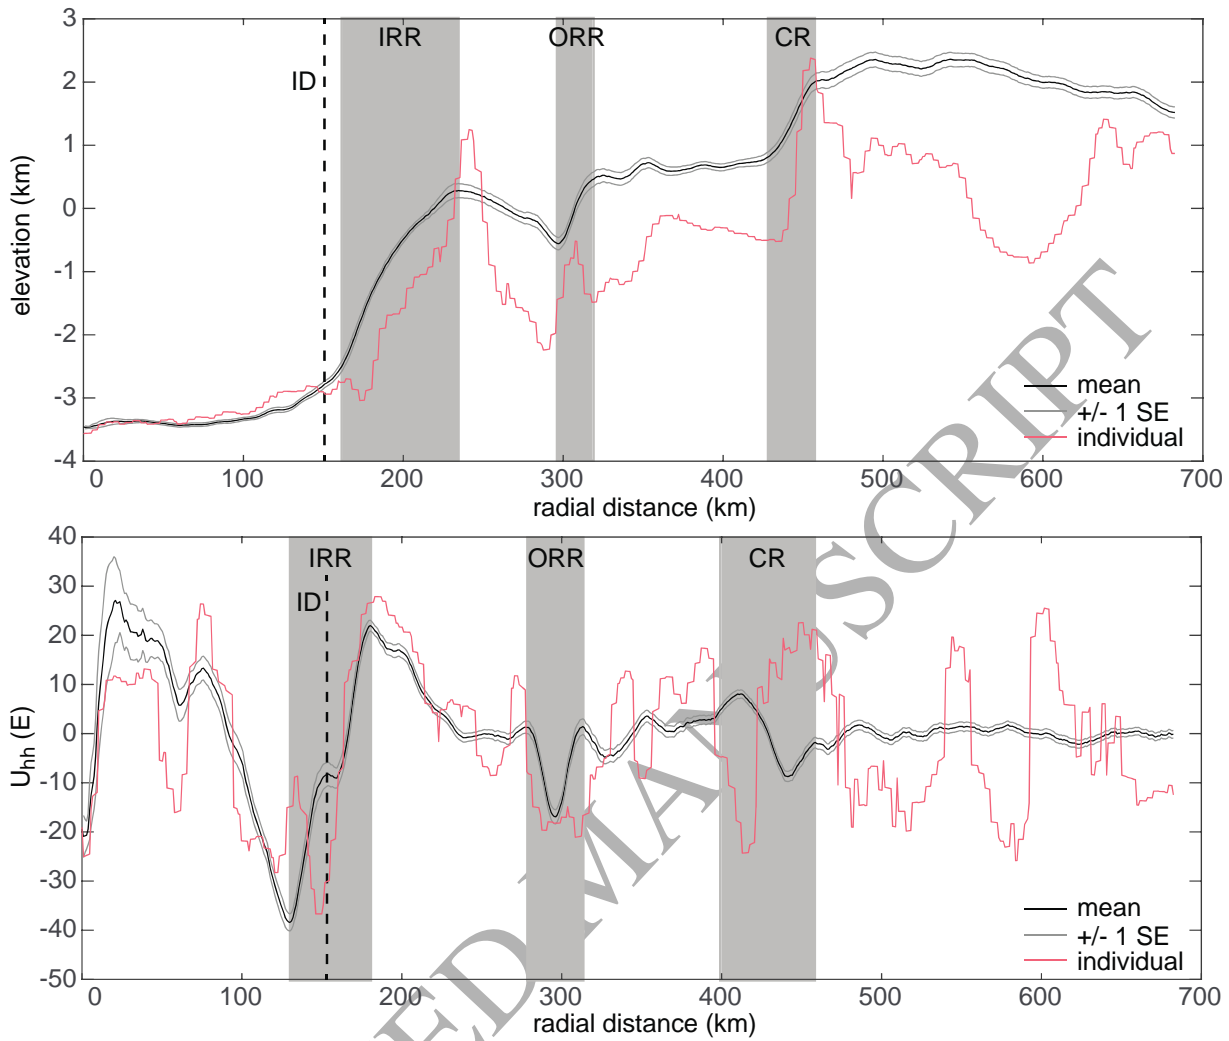 3
IRR
ORR
CR
2
ID
1
0
-1
-2
-3
-4
elevation (km)
mean
+/- 1 SE
individual
0
100
200
300
400
500
600
700
radial distance (km)
40
IRR
ORR
CR
30
ID
20
10
0
-10
-20
-30
-40
-50
Uhh (E)
mean
+/- 1 SE
individual
0
100
200
300
400
500
600
700
radial distance (km)
ED MANUSCRIPT